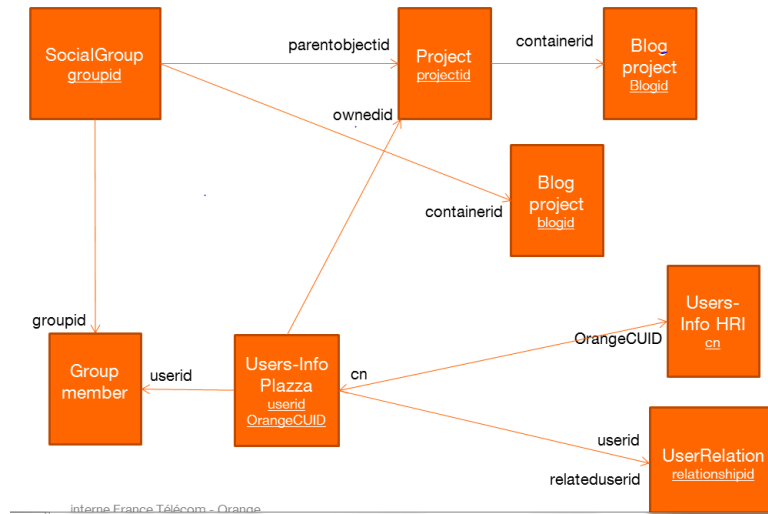 SocialGroup
groupid
parentobjectid
Project
projectid
containerid
Blog
project
Blogid
ownedid
Blog
project
blogid
containerid
groupid
Group
member
userid
Users-Info
Plazza
userid
OrangeCUID
cn
OrangeCUID
Users-
Info HRI
cn
userid
relateduserid
UserRelation
relationshipid
interne France Télécom - Orange